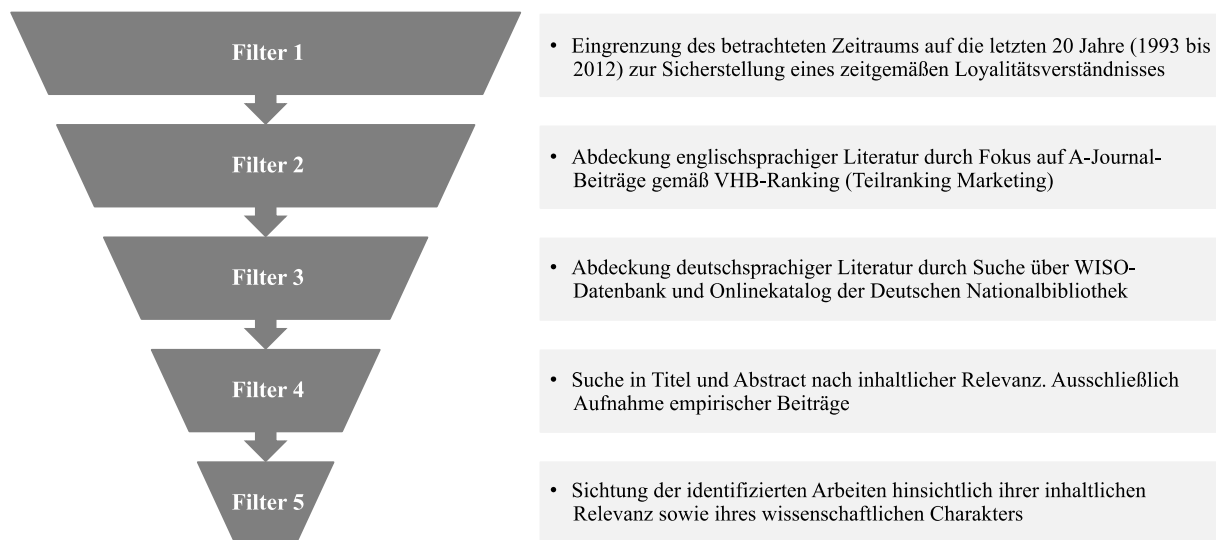 Filter 1
• Eingrenzung des betrachteten Zeitraums auf die letzten 20 Jahre (1993 bis
2012) zur Sicherstellung eines zeitgemäßen Loyalitätsverständnisses
Filter 2
• Abdeckung englischsprachiger Literatur durch Fokus auf A-Journal-
Beiträge gemäß VHB-Ranking (Teilranking Marketing)
Filter 3
• Abdeckung deutschsprachiger Literatur durch Suche über WISO-
Datenbank und Onlinekatalog der Deutschen Nationalbibliothek
Filter 4
• Suche in Titel und Abstract nach inhaltlicher Relevanz. Ausschließlich
Aufnahme empirischer Beiträge
Filter 5
• Sichtung der identifizierten Arbeiten hinsichtlich ihrer inhaltlichen
Relevanz sowie ihres wissenschaftlichen Charakters